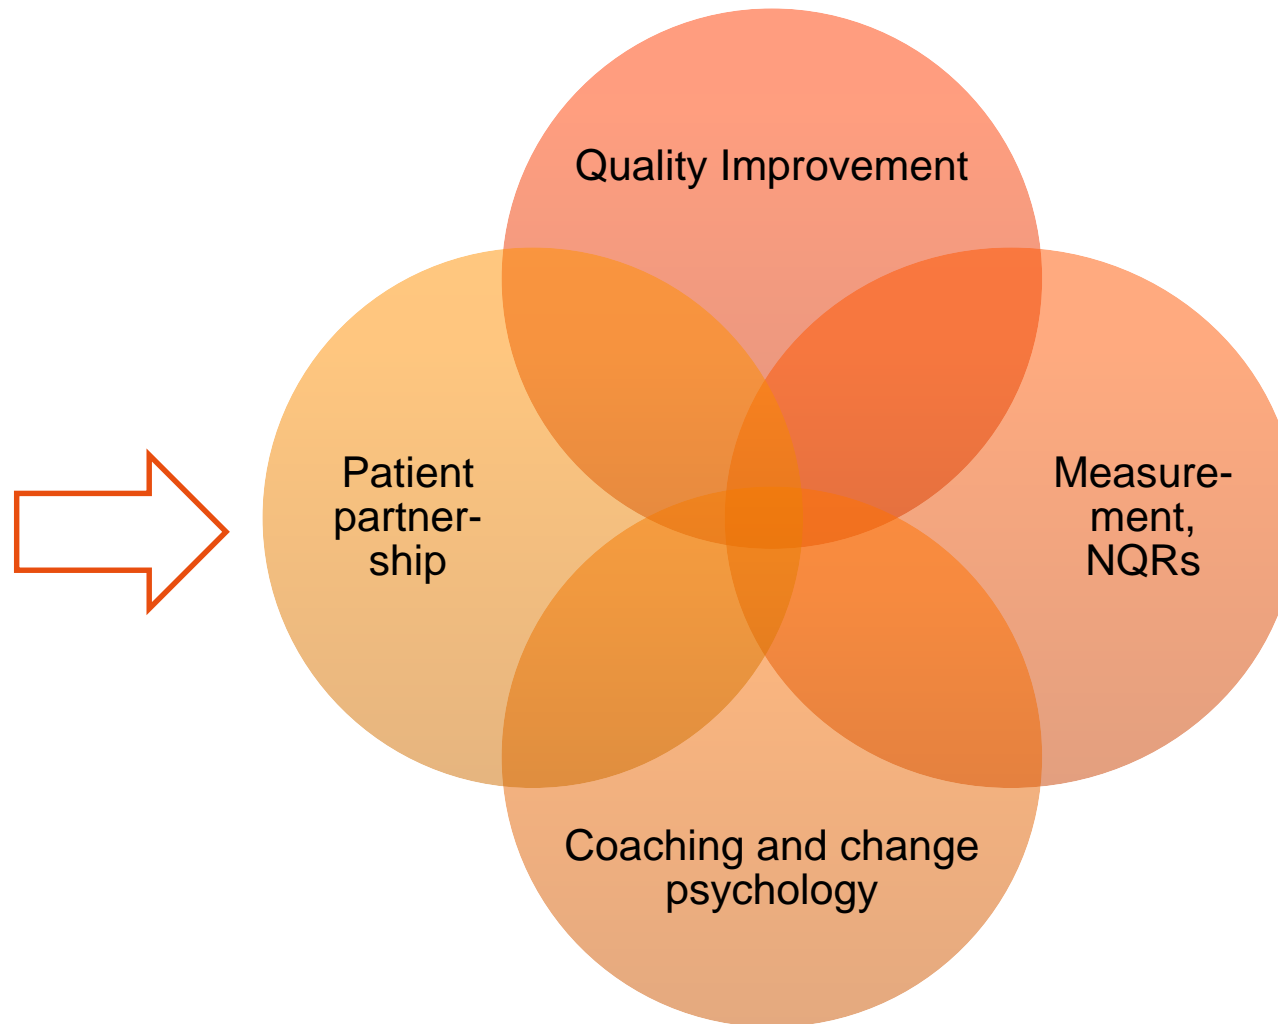 Quality Improvement
Patient
partner-
ship
Measure-
ment,
NQRs
Coaching and change
psychology